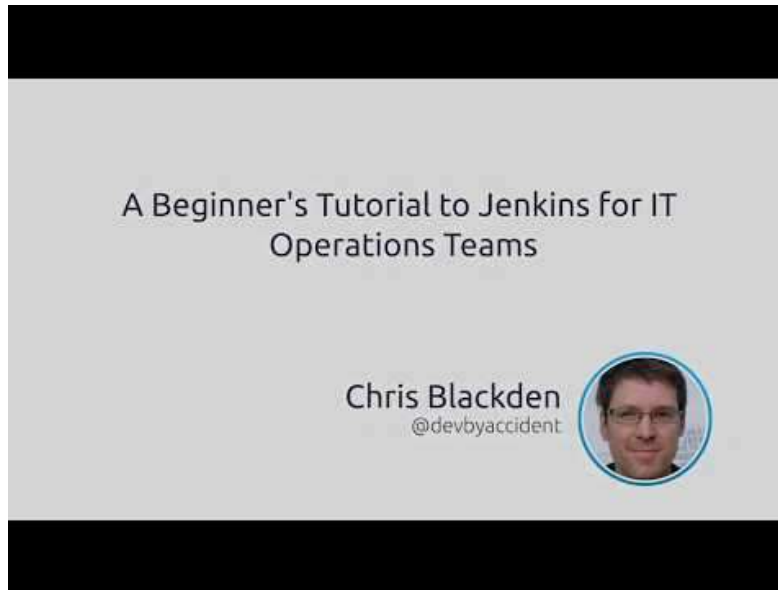 A Beginner's Tutorial to Jenkins for IT
Operations Teams
Chris Blackden
@devbyaccident